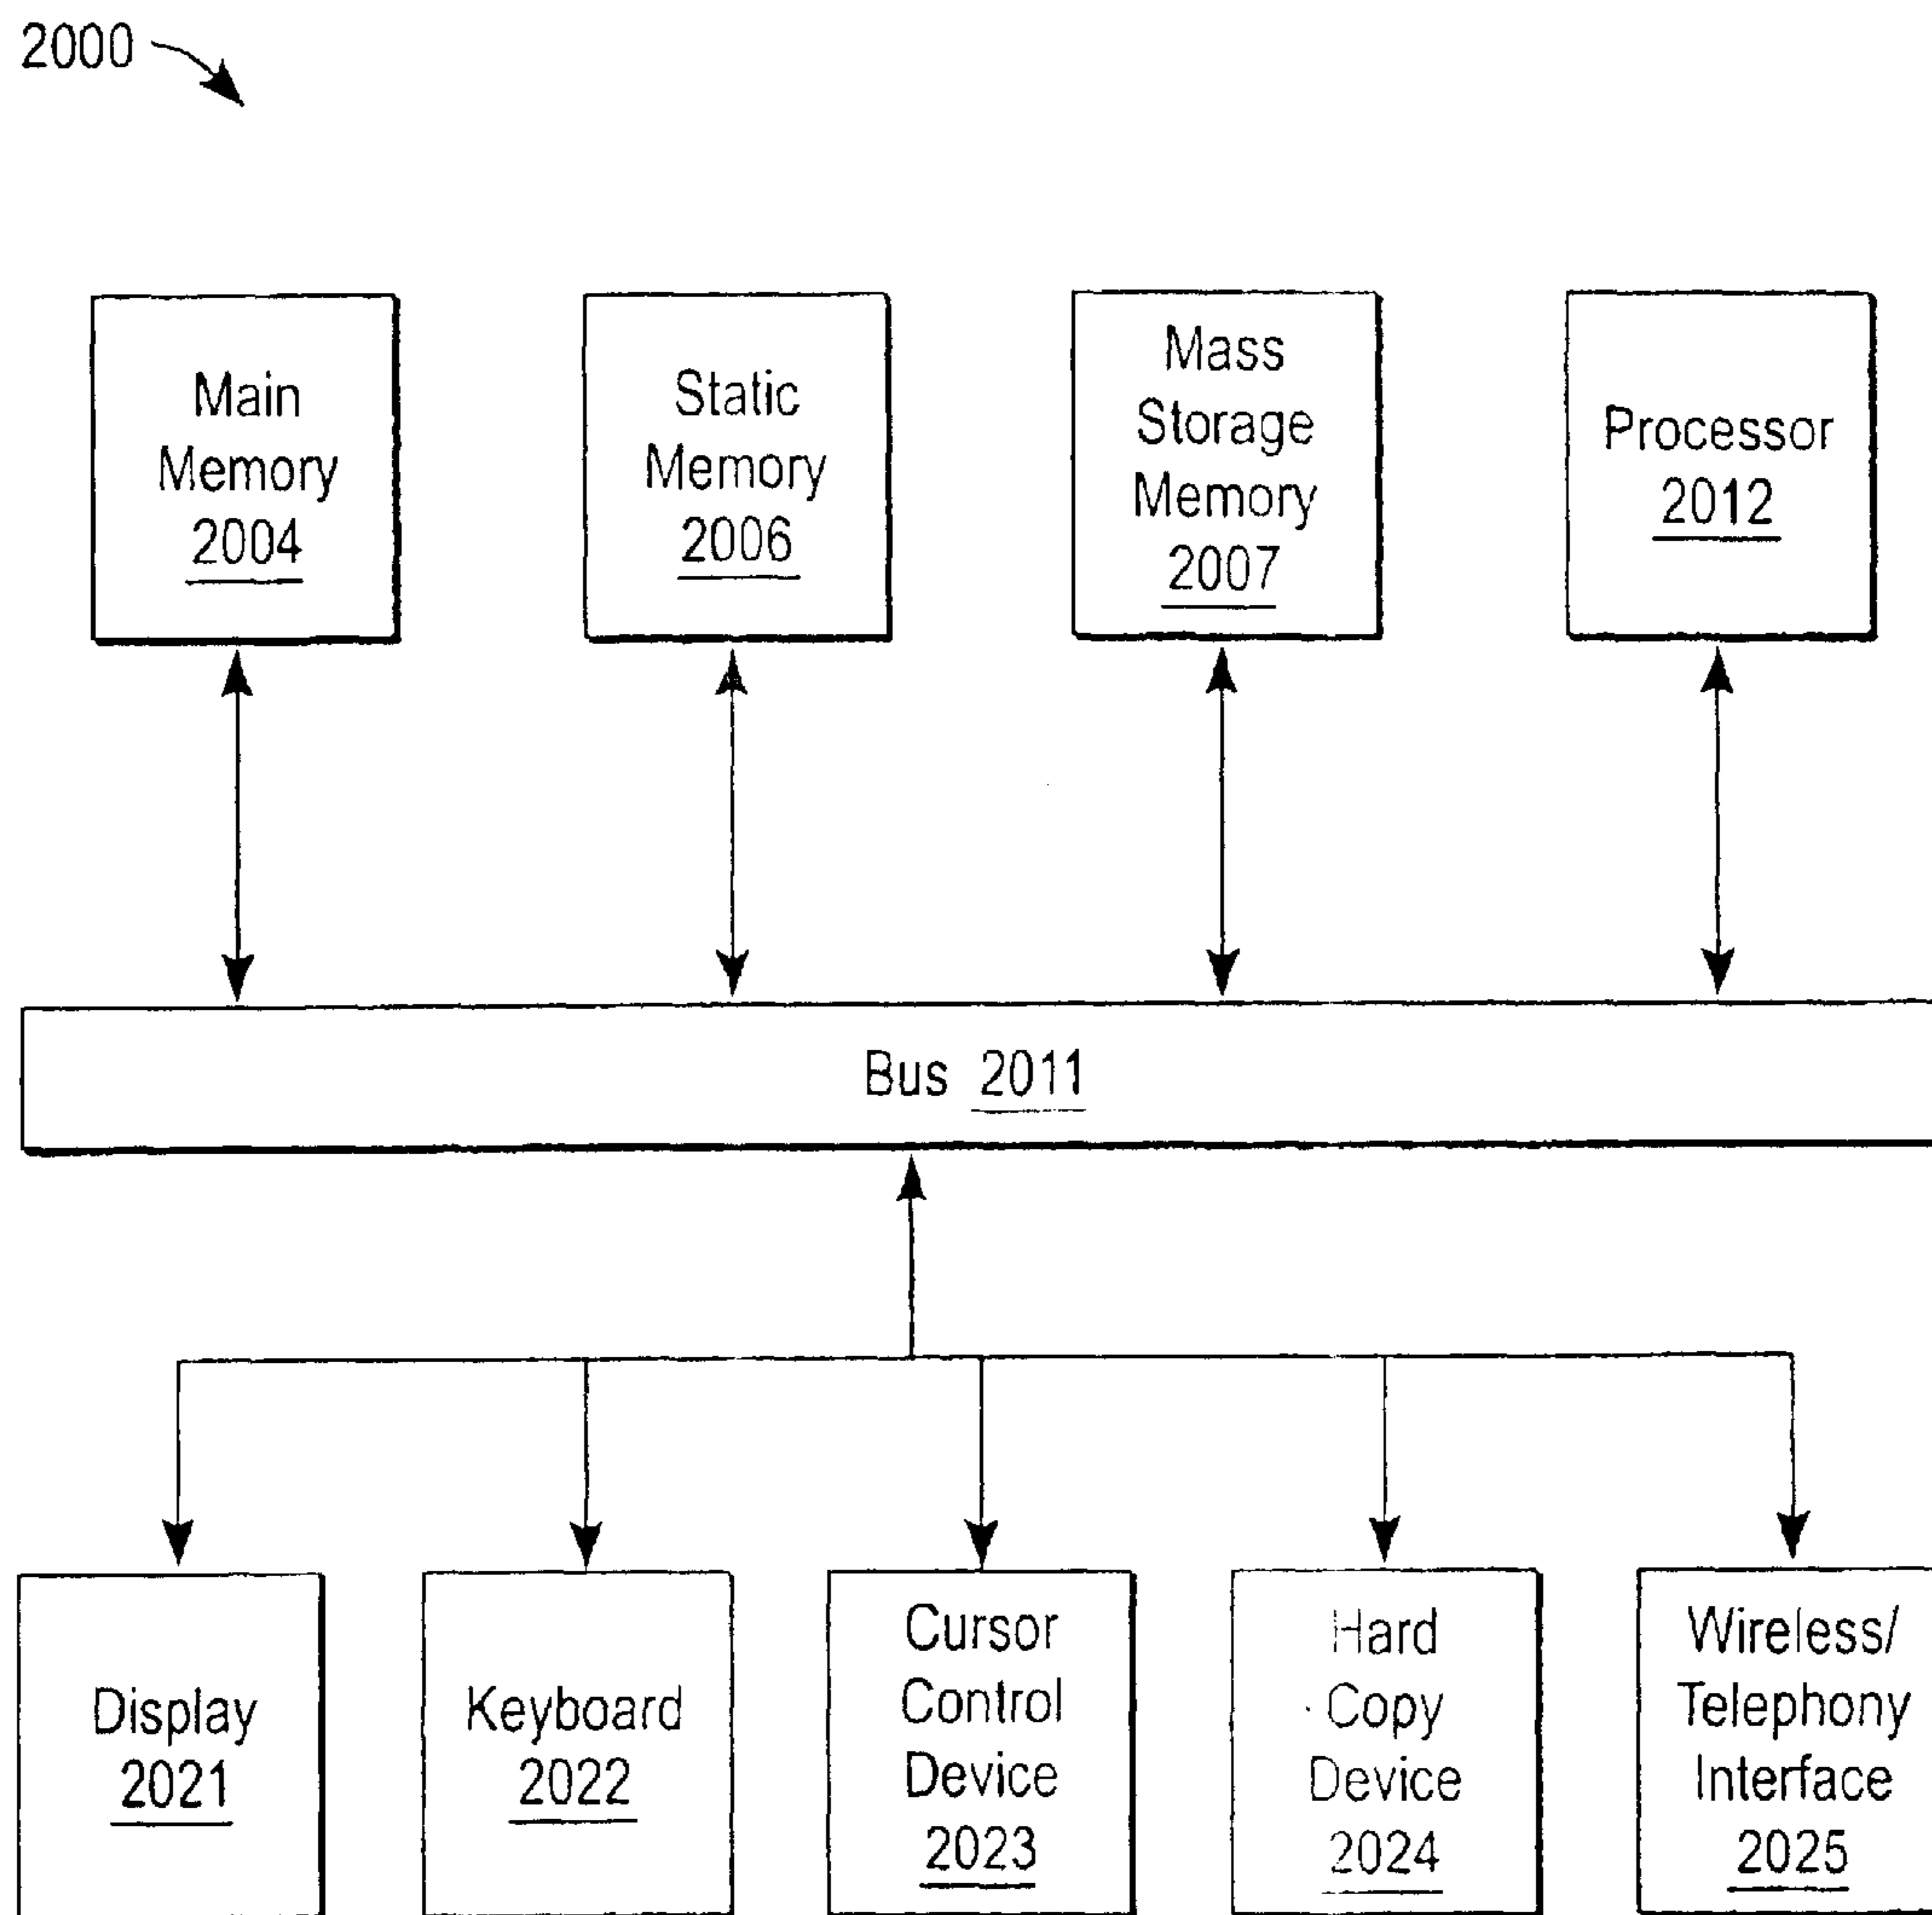 2000
Main
Memory
2004
Static
Memory
2006
Mass
Storage
Memory
2007
Processor
2012
Bus 2011
Display
2021
Keyboard
2022
Cursor
Control
Device
2023
Hard
Copy
Device
2024
Wireless/
Telephony
Interface
2025